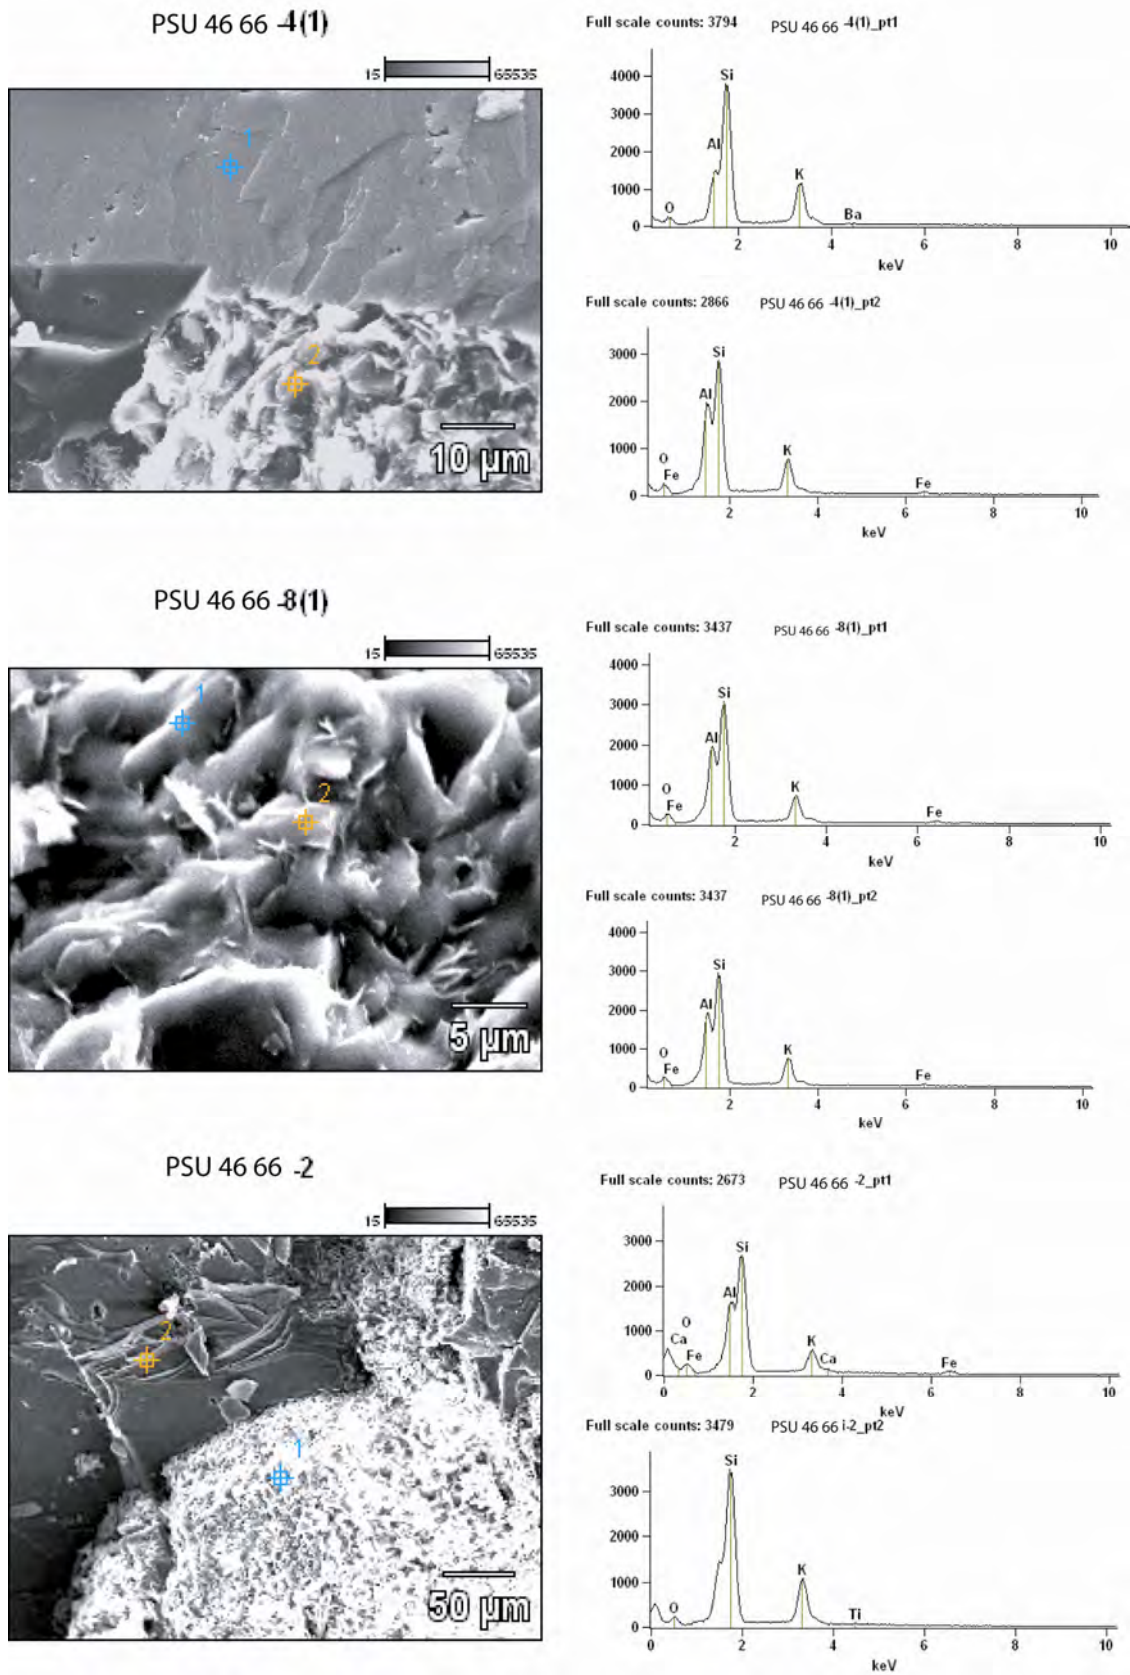 PSU 46 66 -4(1)
15 65535
1
2
10 µm
Full scale counts: 3794 PSU 46 66 -4(1)_pt1
4000
3000
2000
1000
0
Si
Al
K
O
Ba
2 4 6 8 10
keV
Full scale counts: 2866 PSU 46 66 -4(1)_pt2
3000
2000
1000
0
Si
Al
K
O
Fe
Fe
2 4 6 8 10
keV
PSU 46 66 -8(1)
15 65535
1
2
5 µm
Full scale counts: 3437 PSU 46 66 -8(1)_pt1
4000
3000
2000
1000
0
Si
Al
K
O
Fe
Fe
2 4 6 8 10
keV
Full scale counts: 3437 PSU 46 66 -8(1)_pt2
4000
3000
2000
1000
0
Si
Al
K
O
Fe
Fe
2 4 6 8 10
keV
PSU 46 66 -2
15 65535
2
1
50 µm
Full scale counts: 2673 PSU 46 66 -2_pt1
3000
2000
1000
0
Si
Al
O
Ca
Fe
K
Ca
Fe
0 2 4 6 8 10
keV
Full scale counts: 3479 PSU 46 66 i-2_pt2
3000
2000
1000
0
Si
K
O
Ti
0 2 4 6 8 10
keV